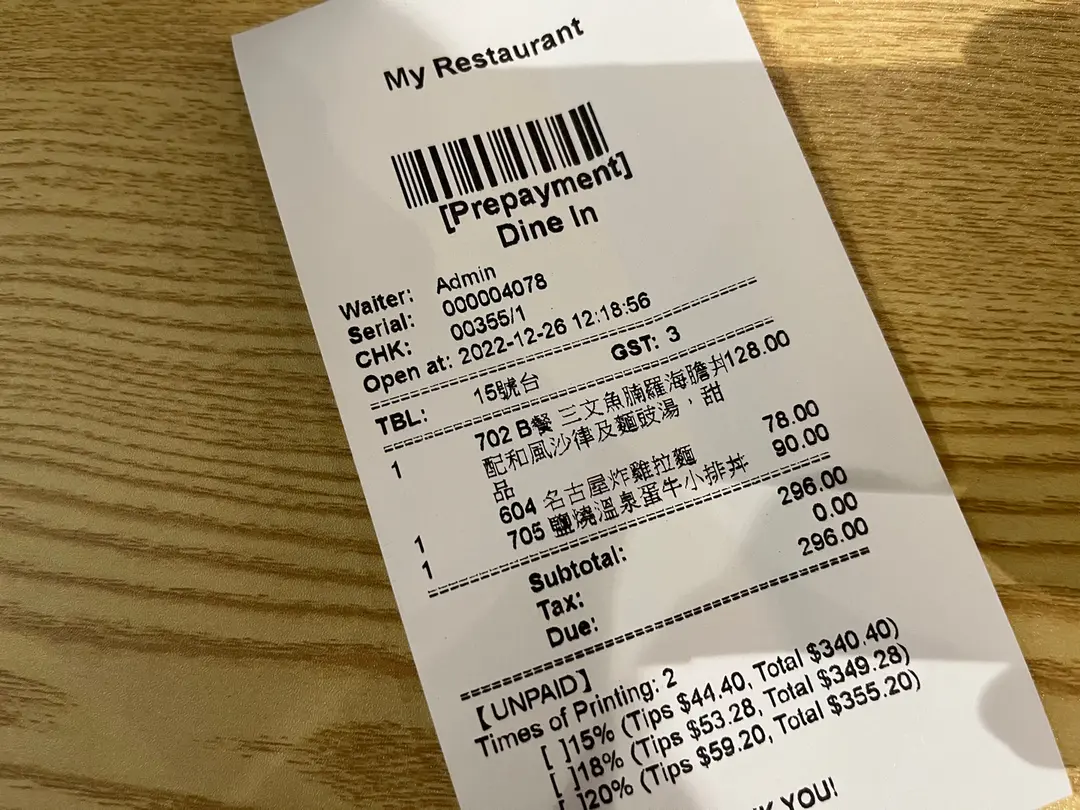 My Restaurant
[Prepayment]
Dine In
Waiter: Admin
Serial: 000004078
CHK: 00355/1
Open at: 2022-12-26 12:18:56
TBL: 15號台 GST: 3
1 702 B餐 三文魚腩羅海膽丼128.00
配和風沙律及麵豉湯，甜
品
1 604 名古屋炸雞拉麵 78.00
1 705 鹽燒溫泉蛋牛小排丼 90.00
Subtotal: 296.00
Tax: 0.00
Due: 296.00
【UNPAID】
Times of Printing: 2
[ ]15% (Tips $44.40, Total $340.40)
[ ]18% (Tips $53.28, Total $349.28)
[ ]20% (Tips $59.20, Total $355.20)
YOU!